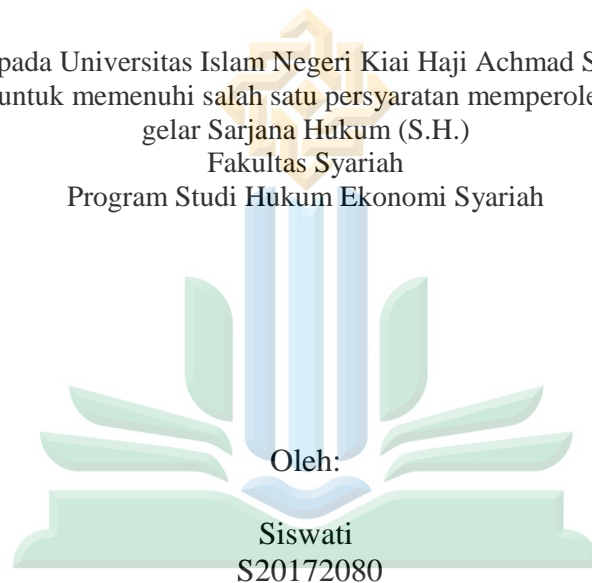 pada Universitas Islam Negeri Kiai Haji Achmad S
untuk memenuhi salah satu persyaratan memperole
gelar Sarjana Hukum (S.H.)
Fakultas Syariah
Program Studi Hukum Ekonomi Syariah
Oleh:
Siswati
S20172080